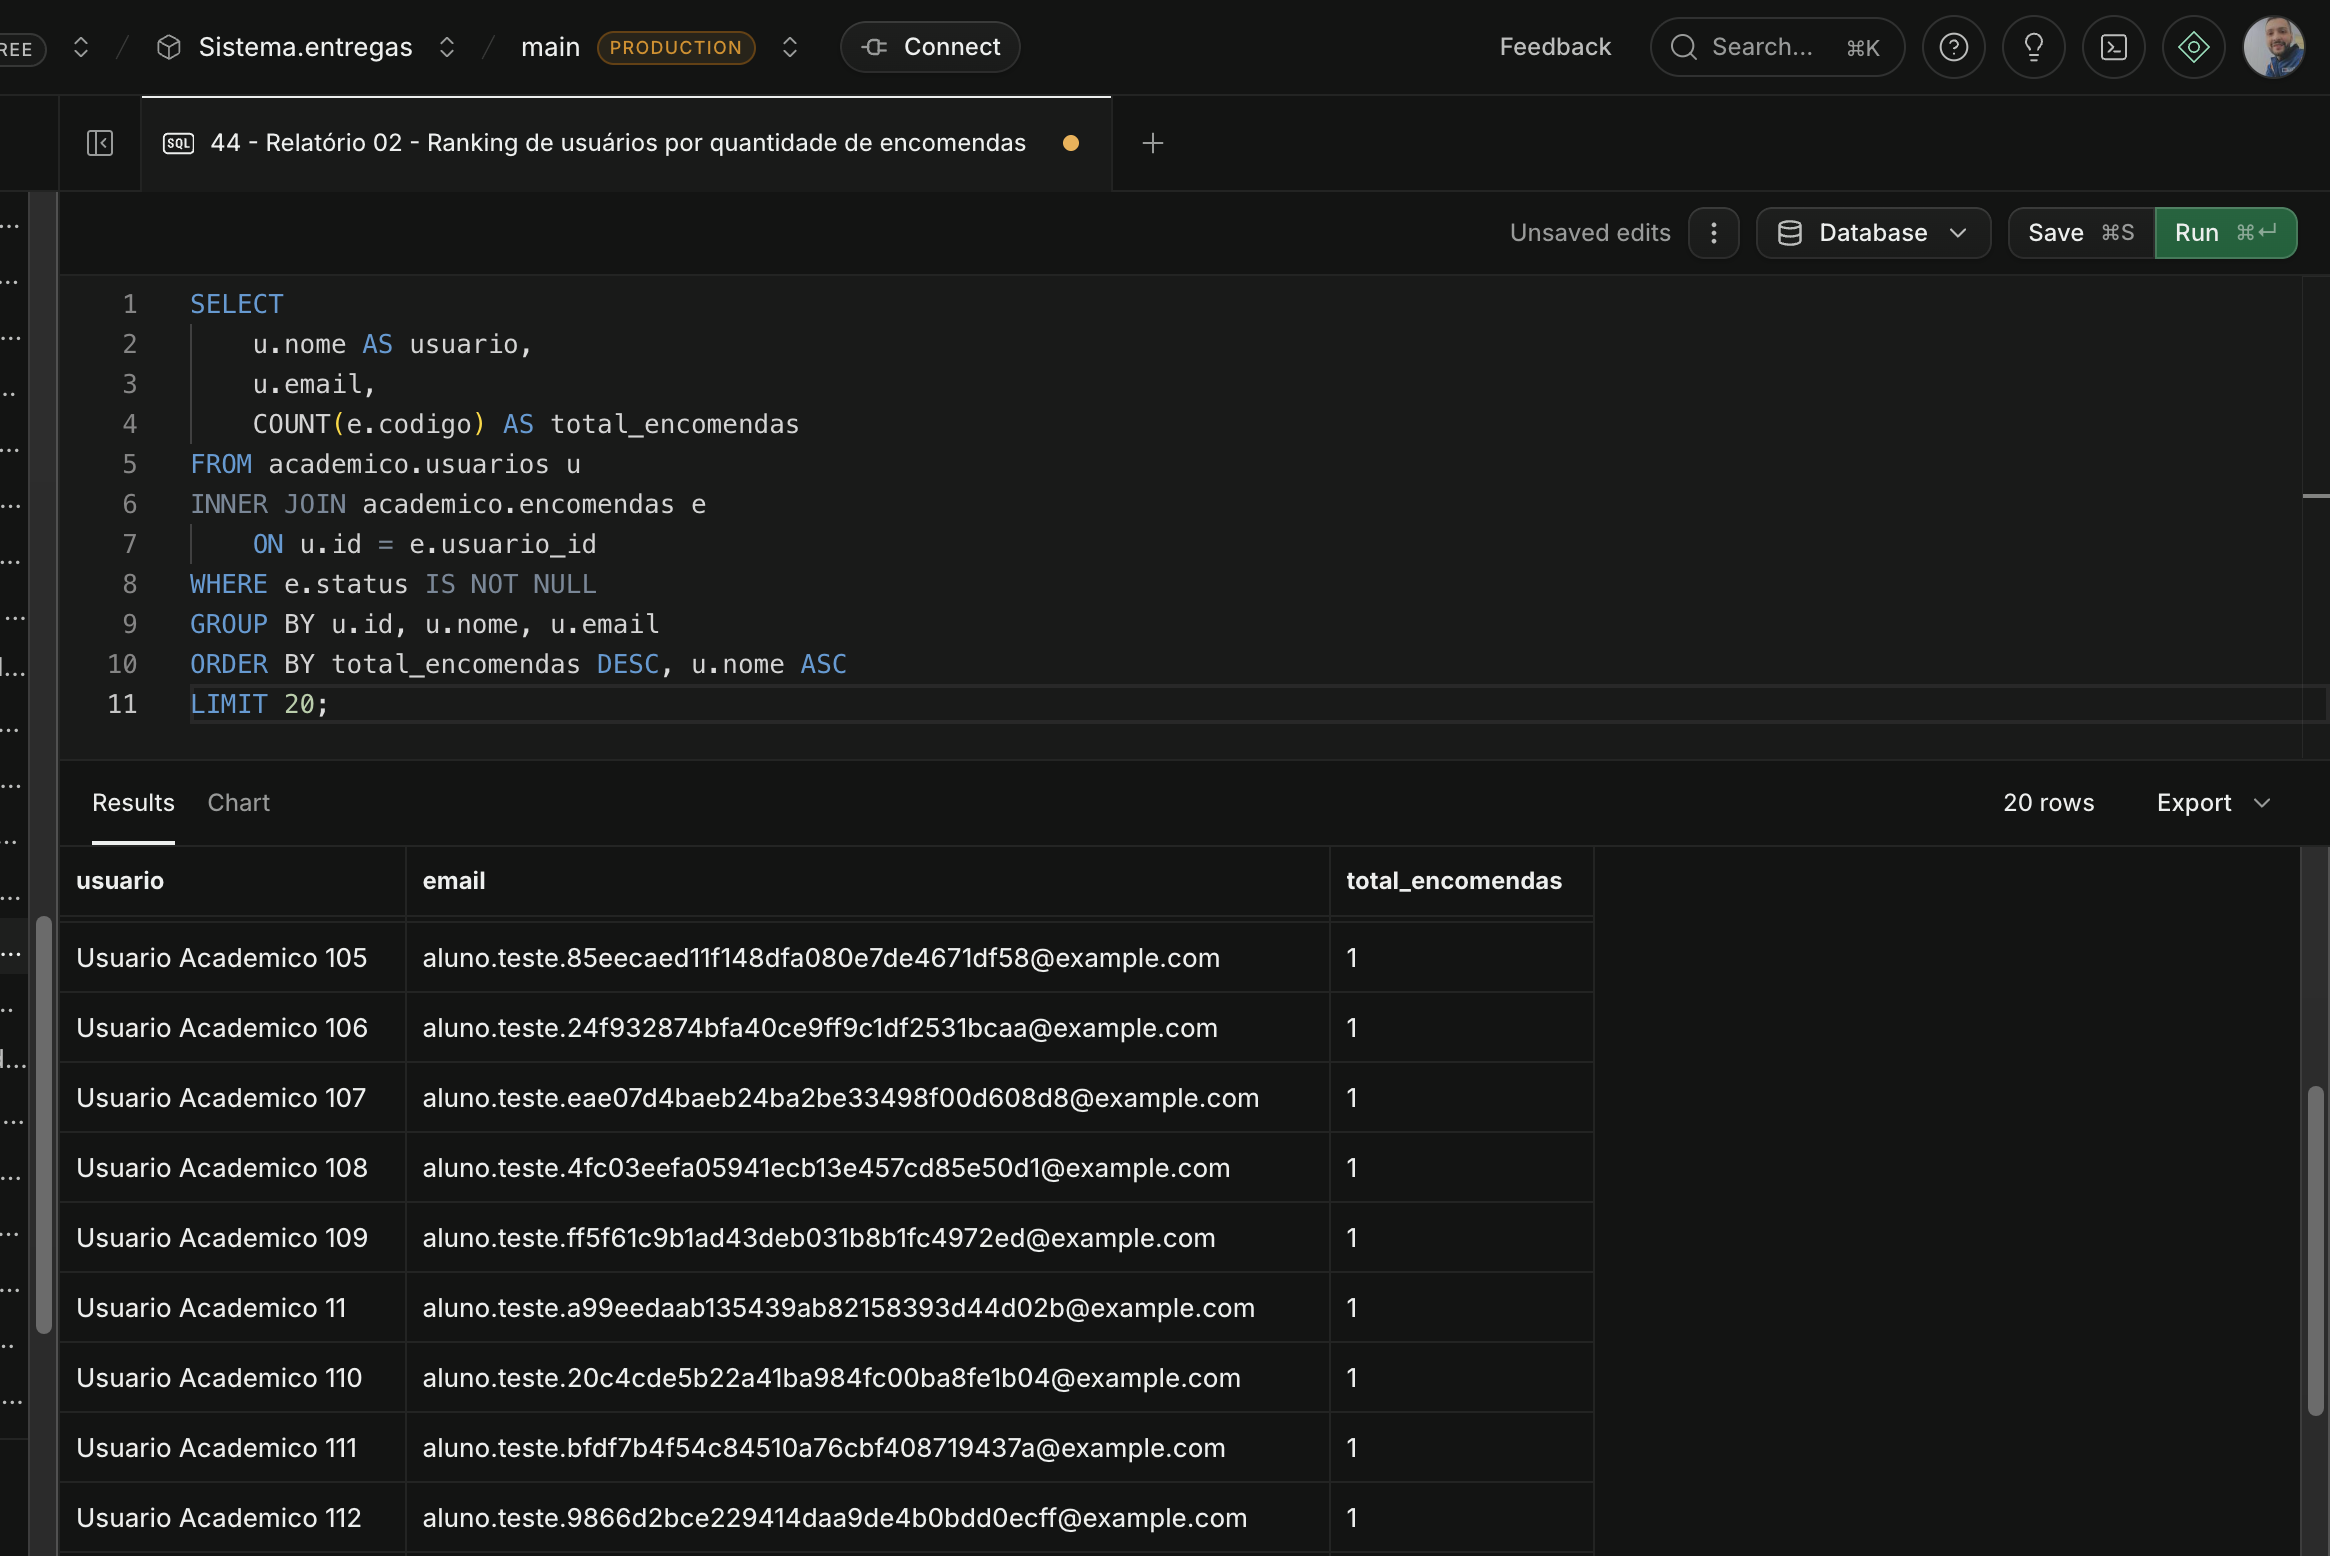 REE
Sistema.entregas
main
PRODUCTION
Connect
Feedback
Search...
⌘K
SQL
44 - Relatório 02 - Ranking de usuários por quantidade de encomendas
Unsaved edits
Database
Save ⌘S
Run ⌘↵
1 SELECT
2 u.nome AS usuario,
3 u.email,
4 COUNT(e.codigo) AS total_encomendas
5 FROM academico.usuarios u
6 INNER JOIN academico.encomendas e
7 ON u.id = e.usuario_id
8 WHERE e.status IS NOT NULL
9 GROUP BY u.id, u.nome, u.email
10 ORDER BY total_encomendas DESC, u.nome ASC
11 LIMIT 20;
Results Chart
20 rows
Export
usuario email total_encomendas
Usuario Academico 105 aluno.teste.85eecaed11f148dfa080e7de4671df58@example.com 1
Usuario Academico 106 aluno.teste.24f932874bfa40ce9ff9c1df2531bcaa@example.com 1
Usuario Academico 107 aluno.teste.eae07d4baeb24ba2be33498f00d608d8@example.com 1
Usuario Academico 108 aluno.teste.4fc03eefa05941ecb13e457cd85e50d1@example.com 1
Usuario Academico 109 aluno.teste.ff5f61c9b1ad43deb031b8b1fc4972ed@example.com 1
Usuario Academico 11 aluno.teste.a99eedaab135439ab82158393d44d02b@example.com 1
Usuario Academico 110 aluno.teste.20c4cde5b22a41ba984fc00ba8fe1b04@example.com 1
Usuario Academico 111 aluno.teste.bfdf7b4f54c84510a76cbf408719437a@example.com 1
Usuario Academico 112 aluno.teste.9866d2bce229414daa9de4b0bdd0ecff@example.com 1